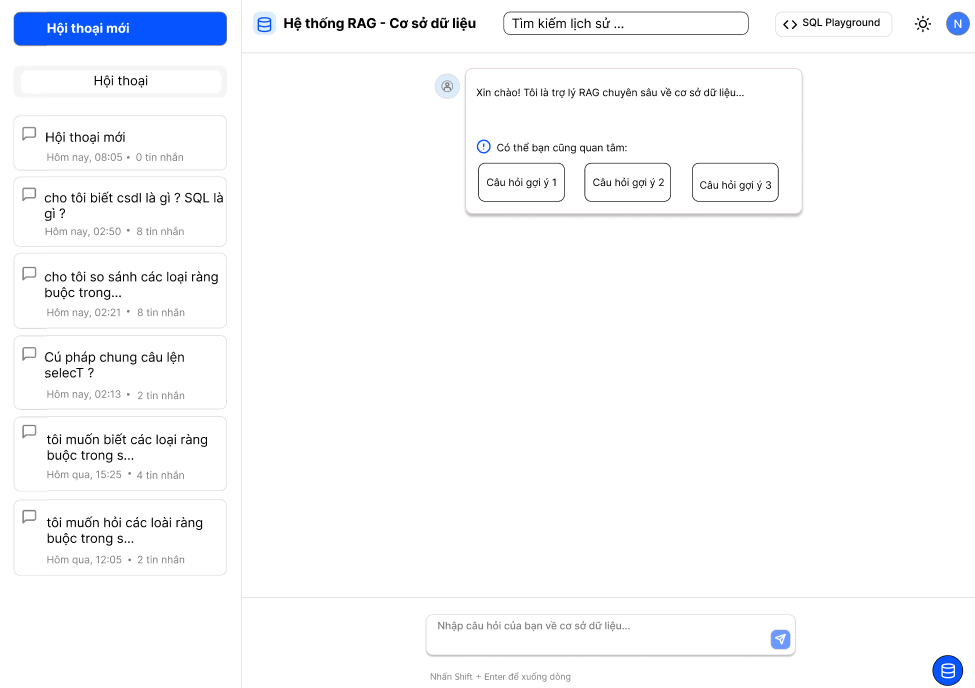 Hội thoại mới
Hội thoại
Hội thoại mới
Hôm nay, 08:05 • 0 tin nhắn
cho tôi biết csdl là gì ? SQL là
gì ?
Hôm nay, 02:50 • 8 tin nhắn
cho tôi so sánh các loại ràng
buộc trong...
Hôm nay, 02:21 • 8 tin nhắn
Cú pháp chung câu lện
selecT ?
Hôm nay, 02:13 • 2 tin nhắn
tôi muốn biết các loại ràng
buộc trong s...
Hôm qua, 15:25 • 4 tin nhắn
tôi muốn hỏi các loài ràng
buộc trong s...
Hôm qua, 12:05 • 2 tin nhắn
Hệ thống RAG - Cơ sở dữ liệu
Tìm kiếm lịch sử ...
SQL Playground
N
Xin chào! Tôi là trợ lý RAG chuyên sâu về cơ sở dữ liệu...
Có thể bạn cũng quan tâm:
Câu hỏi gợi ý 1
Câu hỏi gợi ý 2
Câu hỏi gợi ý 3
Nhập câu hỏi của bạn về cơ sở dữ liệu...
Nhấn Shift + Enter để xuống dòng